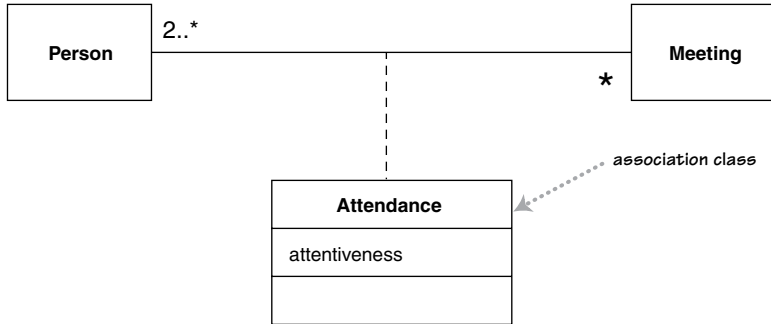 2..*
Person
Meeting
*
association class
Attendance
attentiveness